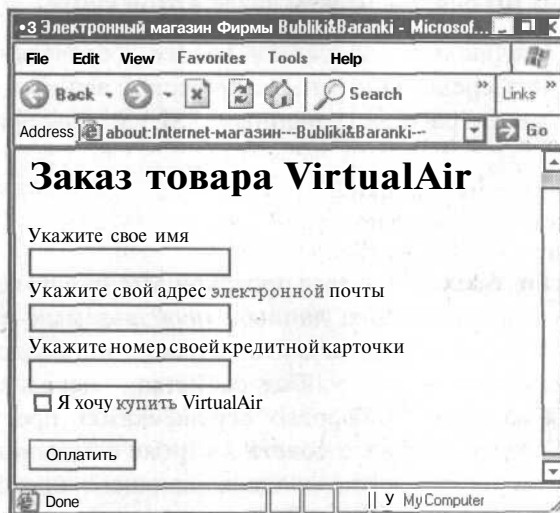 •3 Электронный магазин Фирмы Bubliki&Baranki - Microsof...
File Edit View Favorites Tools Help
Back Search » Links »
Address about:Internet-магазин---Bubliki&Baranki--- Go
Заказ товара VirtualAir
Укажите свое имя
Укажите свой адрес электронной почты
Укажите номер своей кредитной карточки
Я хочу купить VirtualAir
Оплатить
Done || У My Computer